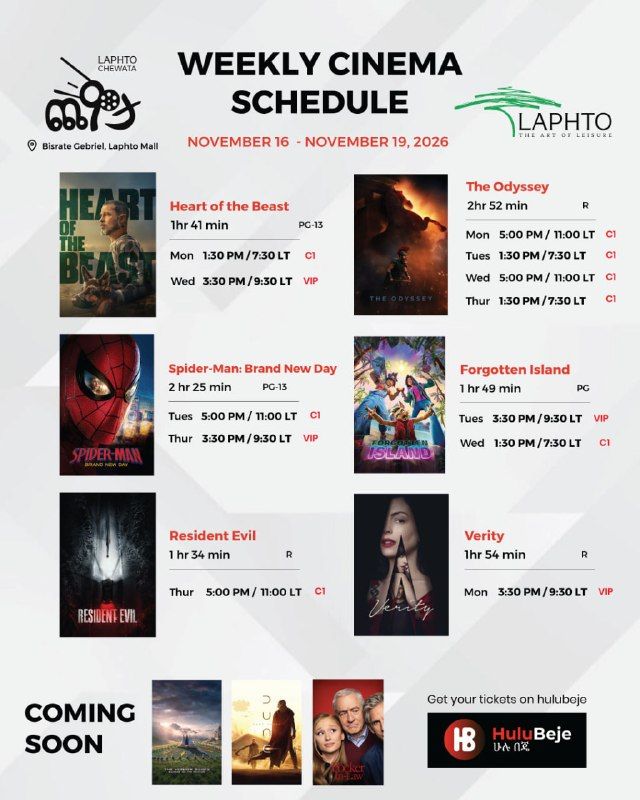 LAPHTO
CHEWATA
ጨዋታ
Bisrate Gebriel, Laphto Mall
WEEKLY CINEMA
SCHEDULE
NOVEMBER 16 - NOVEMBER 19, 2026
LAPHTO
THE ART OF LEISURE
HEART
OF
THE
BEAST
Heart of the Beast
1hr 41 min PG-13
Mon 1:30 PM / 7:30 LT C1
Wed 3:30 PM / 9:30 LT VIP
THE ODYSSEY
The Odyssey
2hr 52 min R
Mon 5:00 PM / 11:00 LT C1
Tues 1:30 PM / 7:30 LT C1
Wed 5:00 PM / 11:00 LT C1
Thur 1:30 PM / 7:30 LT C1
SPIDER-MAN
BRAND NEW DAY
Spider-Man: Brand New Day
2 hr 25 min PG-13
Tues 5:00 PM / 11:00 LT C1
Thur 3:30 PM / 9:30 LT VIP
FORGOTTEN
ISLAND
Forgotten Island
1 hr 49 min PG
Tues 3:30 PM / 9:30 LT VIP
Wed 1:30 PM / 7:30 LT C1
RESIDENT EVIL
Resident Evil
1 hr 34 min R
Thur 5:00 PM / 11:00 LT C1
Verity
Verity
1hr 54 min R
Mon 3:30 PM / 9:30 LT VIP
COMING
SOON
DUNE
In-Law
Get your tickets on hulubeje
HB
HuluBeje
ሁሉ በጄ